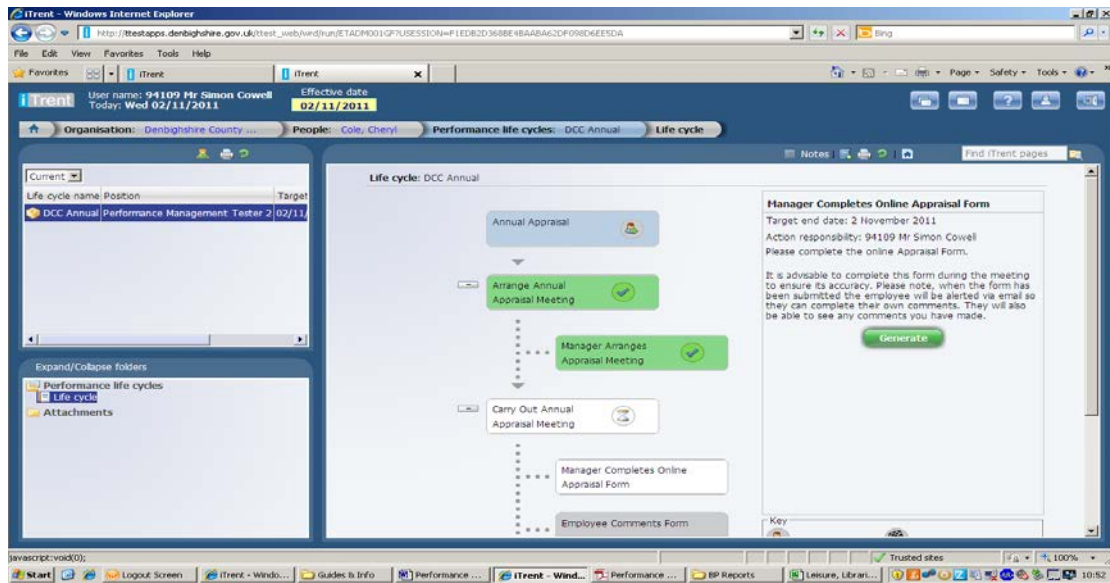 iTrent - Windows Internet Explorer
http://ttestapps.denbighshire.gov.uk/ttest_web/wrd/run/ETADM001GF?USESSION=F1EDB2D368BE4BAABA62DF098D6EE5DA
Bing
File Edit View Favorites Tools Help
Favorites iTrent iTrent Page Safety Tools
iTrent User name: 94109 Mr Simon Cowell Effective date
Today: Wed 02/11/2011 02/11/2011
Organisation: Denbighshire County ... People: Cole, Cheryl Performance life cycles: DCC Annual Life cycle
Notes Find iTrent pages
Current
Life cycle name Position Target
DCC Annual Performance Management Tester 2 02/11/
Expand/Collapse folders
Performance life cycles
Life cycle
Attachments
Life cycle: DCC Annual
Annual Appraisal
Arrange Annual
Appraisal Meeting
Manager Arranges
Appraisal Meeting
Carry Out Annual
Appraisal Meeting
Manager Completes Online
Appraisal Form
Employee Comments Form
Manager Completes Online Appraisal Form
Target end date: 2 November 2011
Action responsibility: 94109 Mr Simon Cowell
Please complete the online Appraisal Form.
It is advisable to complete this form during the meeting
to ensure its accuracy. Please note, when the form has
been submitted the employee will be alerted via email so
they can complete their own comments. They will also
be able to see any comments you have made.
Generate
Key
javascript:void(0); Trusted sites 100%
Start Logout Screen iTrent - Windo... Guides & Info Performance ... iTrent - Wind... Performance ... BP Reports Leisure, Librari... 10:52